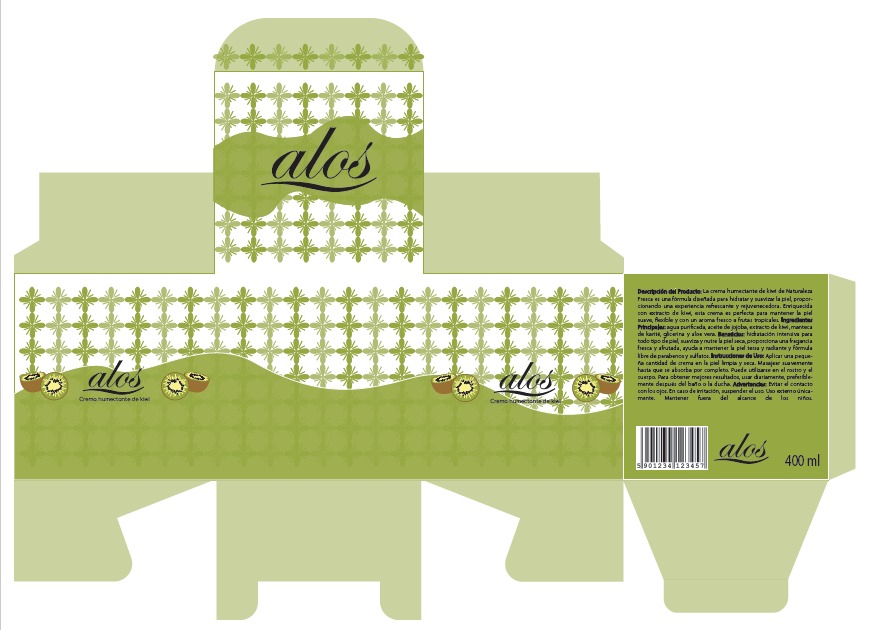 alos
alos
Crema humectante de kiwi
alos
Crema humectante de kiwi
Descripción del Producto: La crema humectante de kiwi de Naturaleza
Fresca es una fórmula diseñada para hidratar y suavizar la piel, propor-
cionando una experiencia refrescante y rejuvenecedora. Enriquecida
con extracto de kiwi, esta crema es perfecta para mantener la piel
suave, flexible y con un aroma fresco a frutas tropicales. Ingredientes
Principales: agua purificada, aceite de jojoba, extracto de kiwi, manteca
de karité, glicerina y aloe vera. Beneficios: hidratación intensiva para
todo tipo de piel, suaviza y nutre la piel seca, proporciona una fragancia
fresca y afrutada, ayuda a mantener la piel tersa y radiante y fórmula
libre de parabenos y sulfatos. Instrucciones de Uso: Aplicar una peque-
ña cantidad de crema en la piel limpia y seca. Masajear suavemente
hasta que se absorba por completo. Puede utilizarse en el rostro y el
cuerpo. Para obtener mejores resultados, usar diariamente, preferible-
mente después del baño o la ducha. Advertencias: Evitar el contacto
con los ojos. En caso de irritación, suspender el uso. Uso externo única-
mente. Mantener fuera del alcance de los niños.
5 901234 123457
alos
400 ml